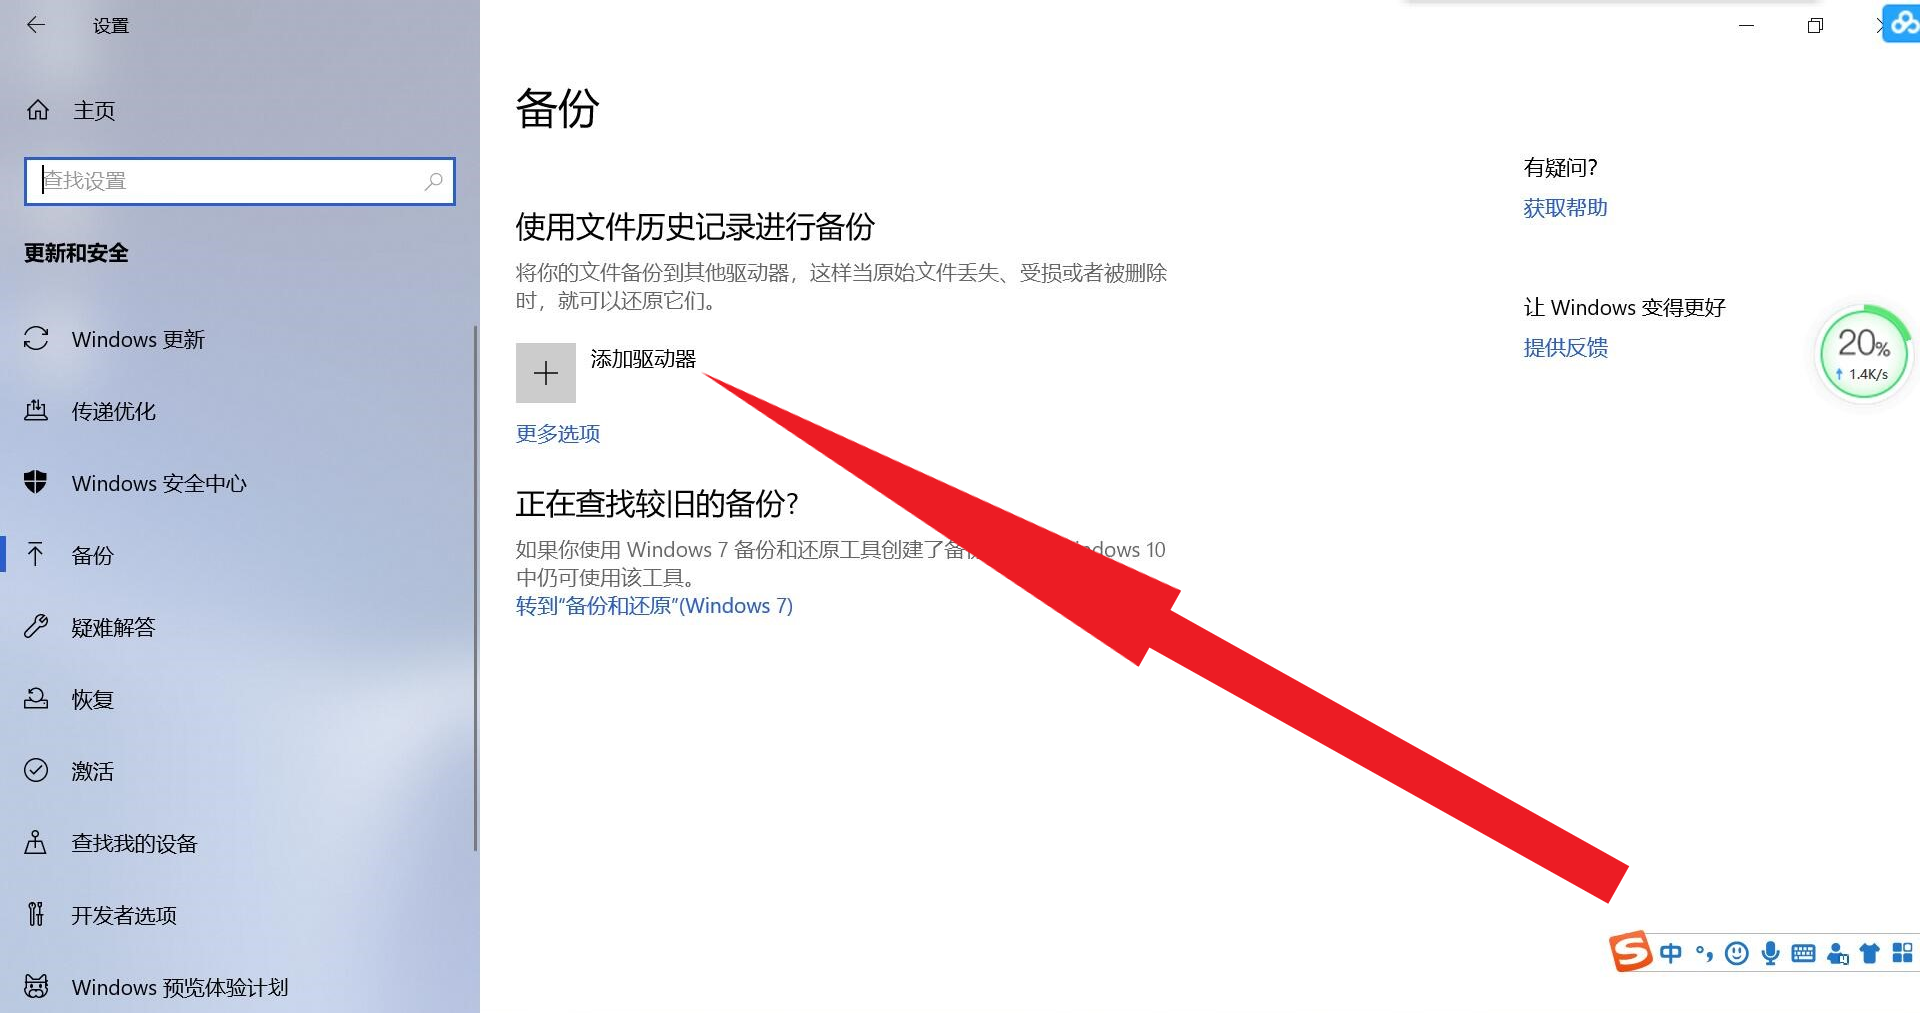 设置
主页
查找设置
更新和安全
Windows 更新
传递优化
Windows 安全中心
备份
疑难解答
恢复
激活
查找我的设备
开发者选项
Windows 预览体验计划
备份
使用文件历史记录进行备份
将你的文件备份到其他驱动器，这样当原始文件丢失、受损或者被删除
时，就可以还原它们。
添加驱动器
更多选项
正在查找较旧的备份?
如果你使用 Windows 7 备份和还原工具创建了备 dows 10
中仍可使用该工具。
转到“备份和还原”(Windows 7)
有疑问?
获取帮助
让 Windows 变得更好
提供反馈
20%
1.4K/s
S 中